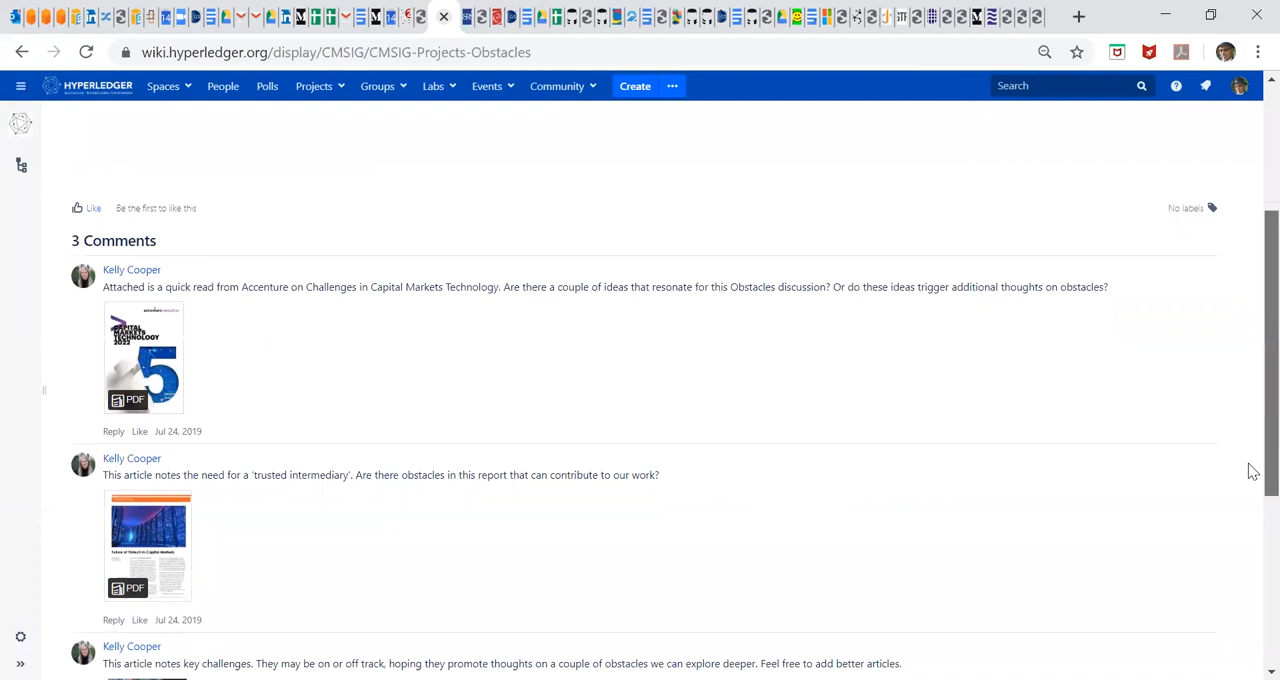 wiki.hyperledger.org/display/CMSIG/CMSIG-Projects-Obstacles
HYPERLEDGER Spaces People Polls Projects Groups Labs Events Community Create ••• Search
Like Be the first to like this No labels
3 Comments
Kelly Cooper
Attached is a quick read from Accenture on Challenges in Capital Markets Technology. Are there a couple of ideas that resonate for this Obstacles discussion? Or do these ideas trigger additional thoughts on obstacles?
CAPITAL
MARKETS
TECHNOLOGY
2022
5
PDF
Reply Like Jul 24, 2019
Kelly Cooper
This article notes the need for a 'trusted intermediary'. Are there obstacles in this report that can contribute to our work?
Future of Fintech in Capital Markets
PDF
Reply Like Jul 24, 2019
Kelly Cooper
This article notes key challenges. They may be on or off track, hoping they promote thoughts on a couple of obstacles we can explore deeper. Feel free to add better articles.